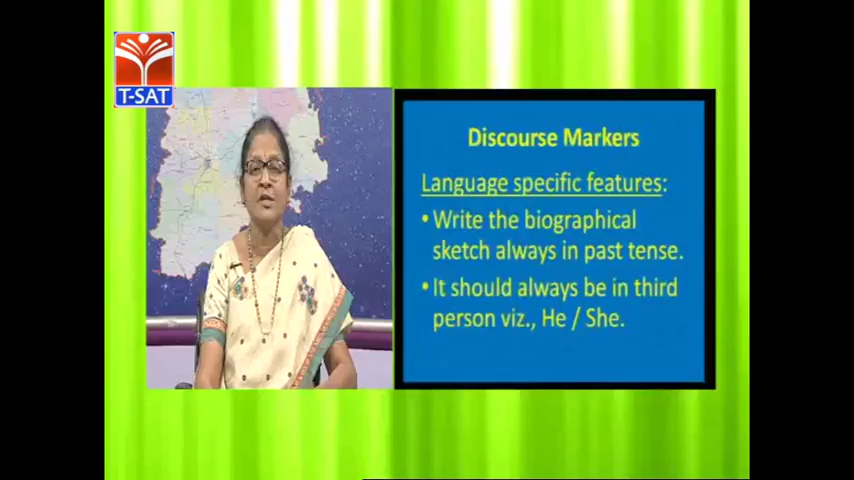 T-SAT
Discourse Markers
Language specific features:
•Write the biographical
sketch always in past tense.
•It should always be in third
person viz., He / She.